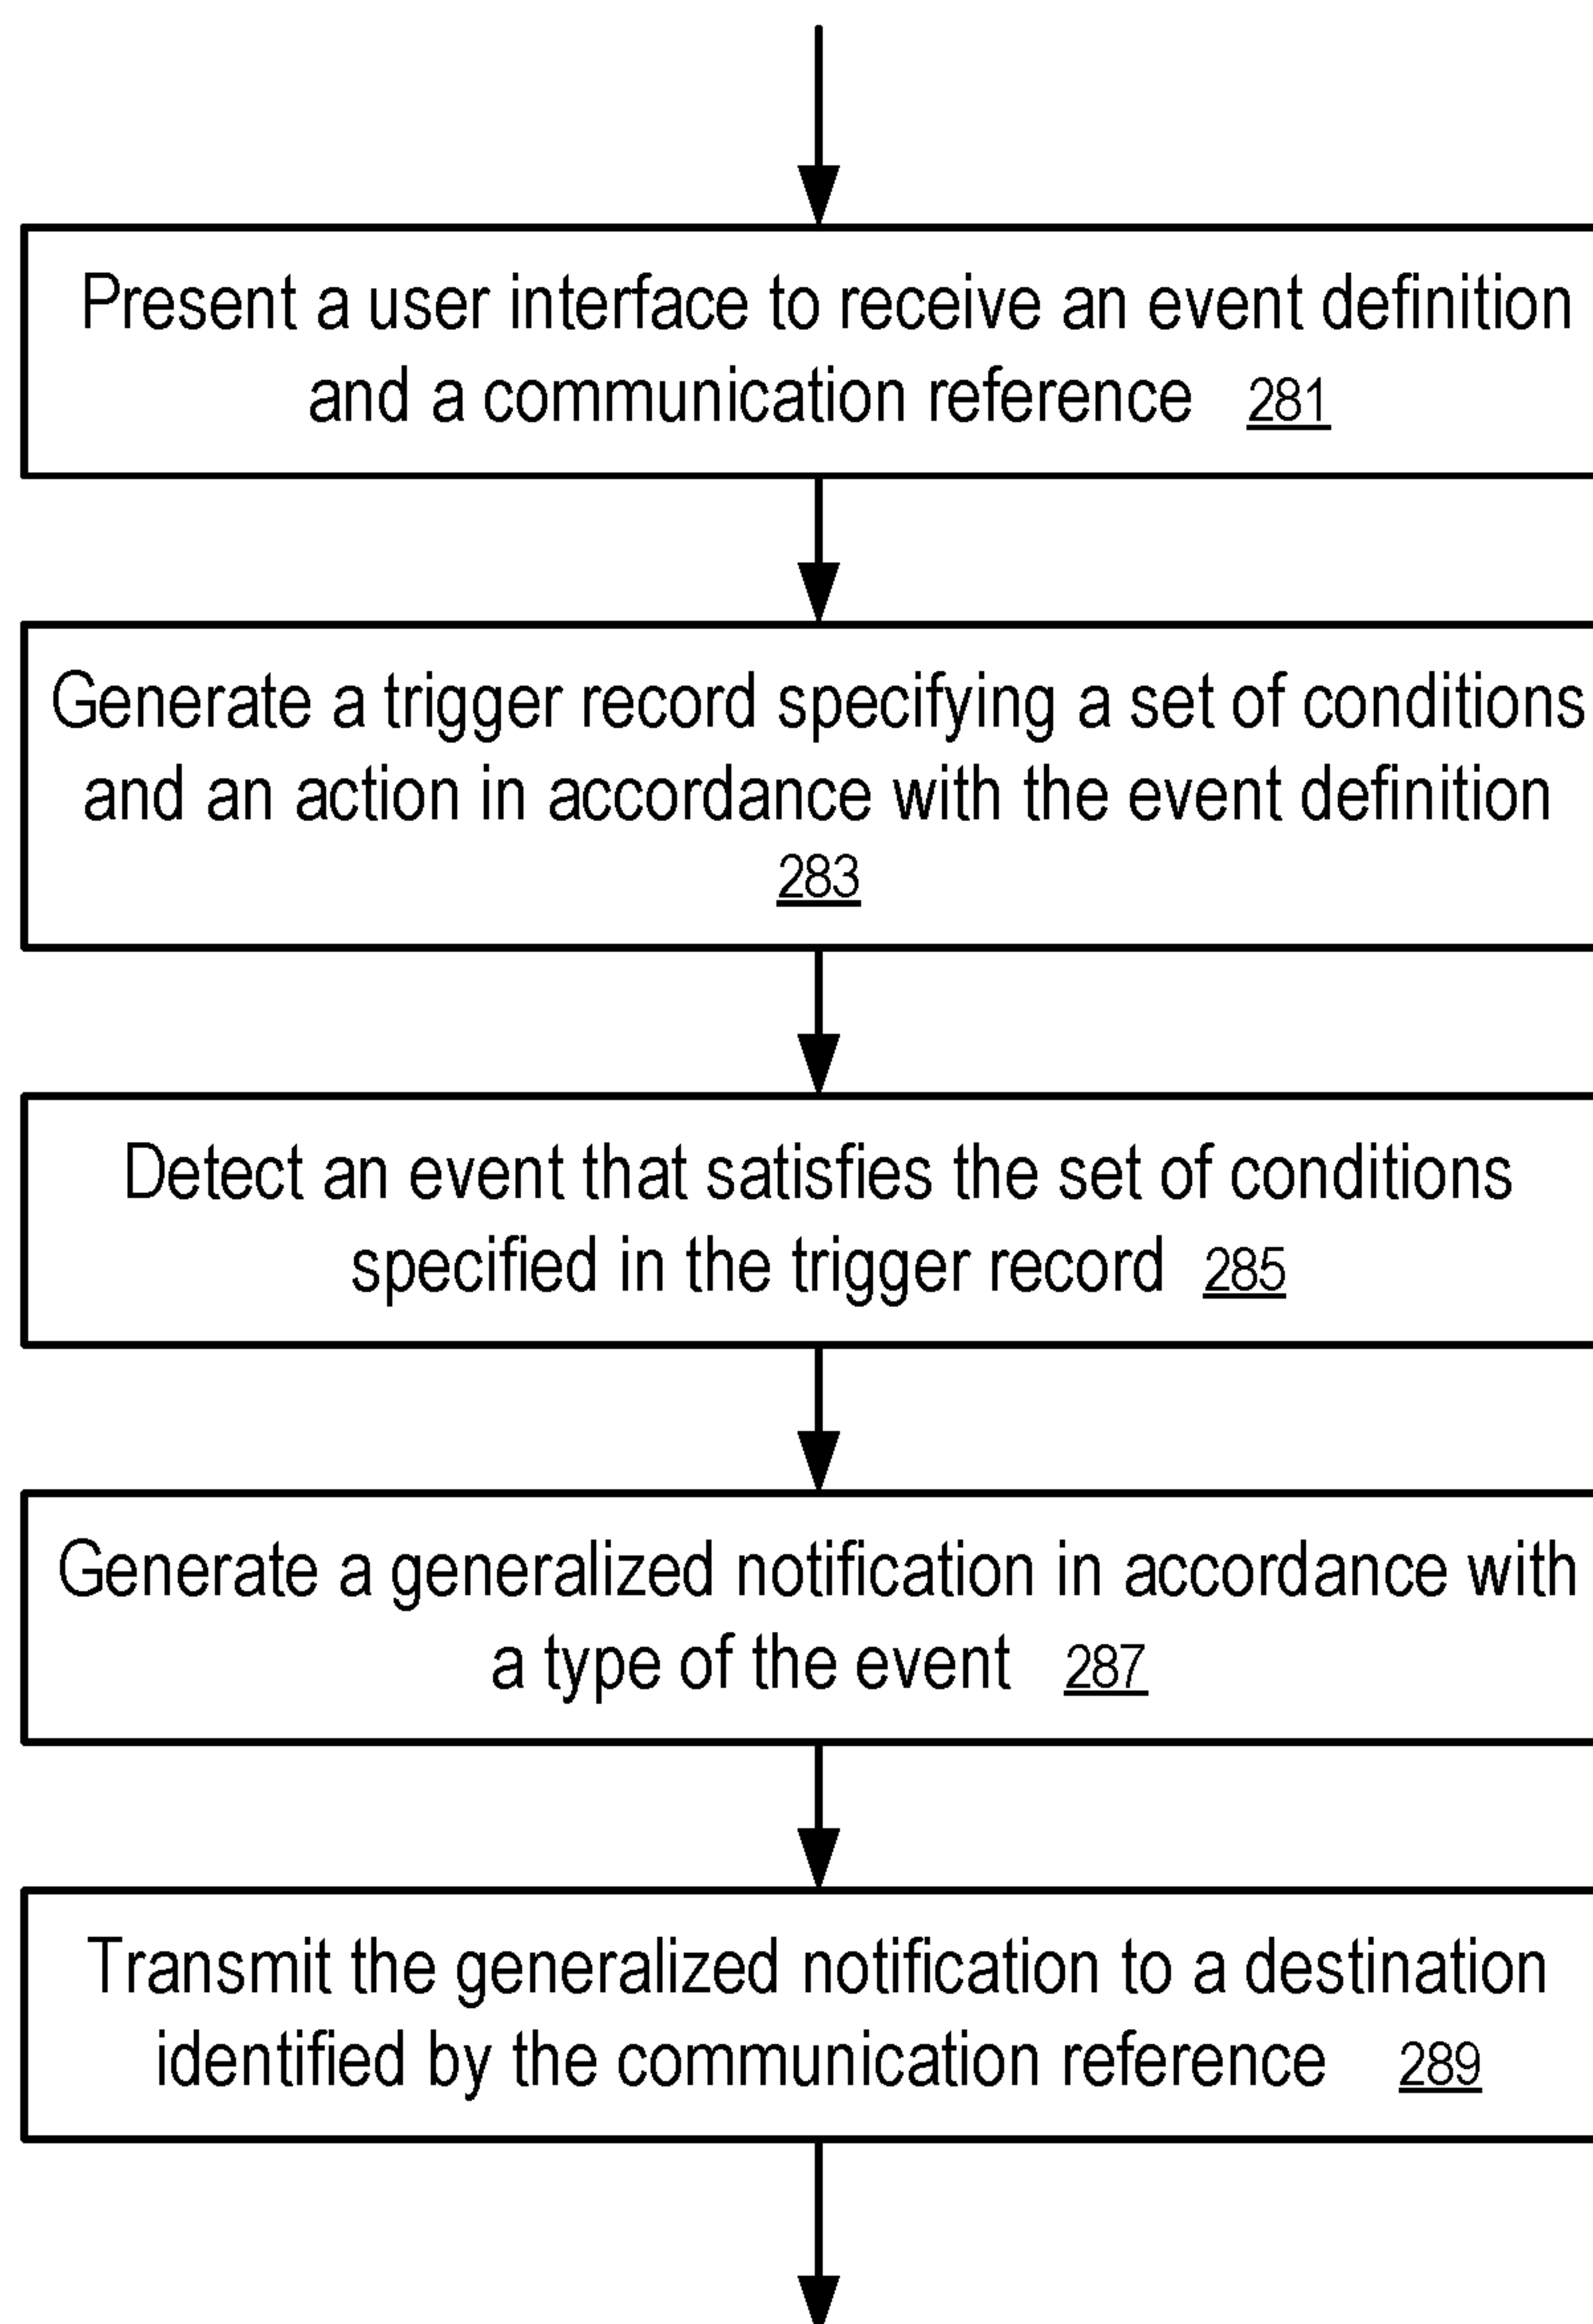 Present a user interface to receive an event definition
and a communication reference 281
Generate a trigger record specifying a set of conditions
and an action in accordance with the event definition
283
Detect an event that satisfies the set of conditions
specified in the trigger record 285
Generate a generalized notification in accordance with
a type of the event 287
Transmit the generalized notification to a destination
identified by the communication reference 289